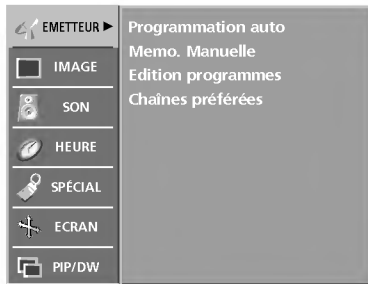 EMETTEUR ►
IMAGE
SON
HEURE
SPÉCIAL
ECRAN
PIP/DW
Programmation auto
Memo. Manuelle
Edition programmes
Chaînes préférées